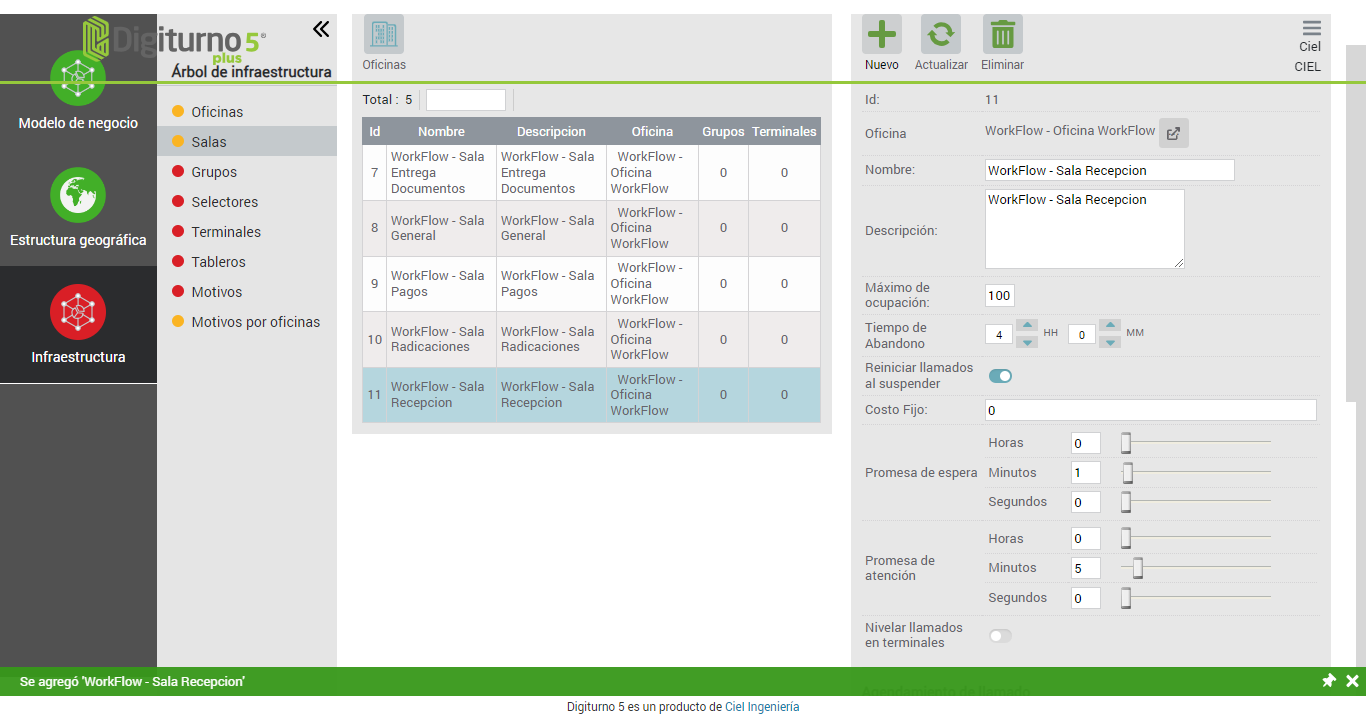 Digiturno 5®
plus
Árbol de infraestructura
Modelo de negocio
Estructura geográfica
Infraestructura
Oficinas
Salas
Grupos
Selectores
Terminales
Tableros
Motivos
Motivos por oficinas
Oficinas
Total : 5
Id Nombre Descripcion Oficina Grupos Terminales
7 WorkFlow - Sala Entrega Documentos WorkFlow - Sala Entrega Documentos WorkFlow - Oficina WorkFlow 0 0
8 WorkFlow - Sala General WorkFlow - Sala General WorkFlow - Oficina WorkFlow 0 0
9 WorkFlow - Sala Pagos WorkFlow - Sala Pagos WorkFlow - Oficina WorkFlow 0 0
10 WorkFlow - Sala Radicaciones WorkFlow - Sala Radicaciones WorkFlow - Oficina WorkFlow 0 0
11 WorkFlow - Sala Recepcion WorkFlow - Sala Recepcion WorkFlow - Oficina WorkFlow 0 0
Nuevo Actualizar Eliminar
Ciel
CIEL
Id: 11
Oficina WorkFlow - Oficina WorkFlow
Nombre: WorkFlow - Sala Recepcion
Descripción: WorkFlow - Sala Recepcion
Máximo de
ocupación: 100
Tiempo de
Abandono 4 HH 0 MM
Reiniciar llamados
al suspender
Costo Fijo: 0
Promesa de espera
Horas 0
Minutos 1
Segundos 0
Promesa de
atención
Horas 0
Minutos 5
Segundos 0
Nivelar llamados
en terminales
Agendamiento de llamado
Se agregó 'WorkFlow - Sala Recepcion'
Digiturno 5 es un producto de Ciel Ingeniería